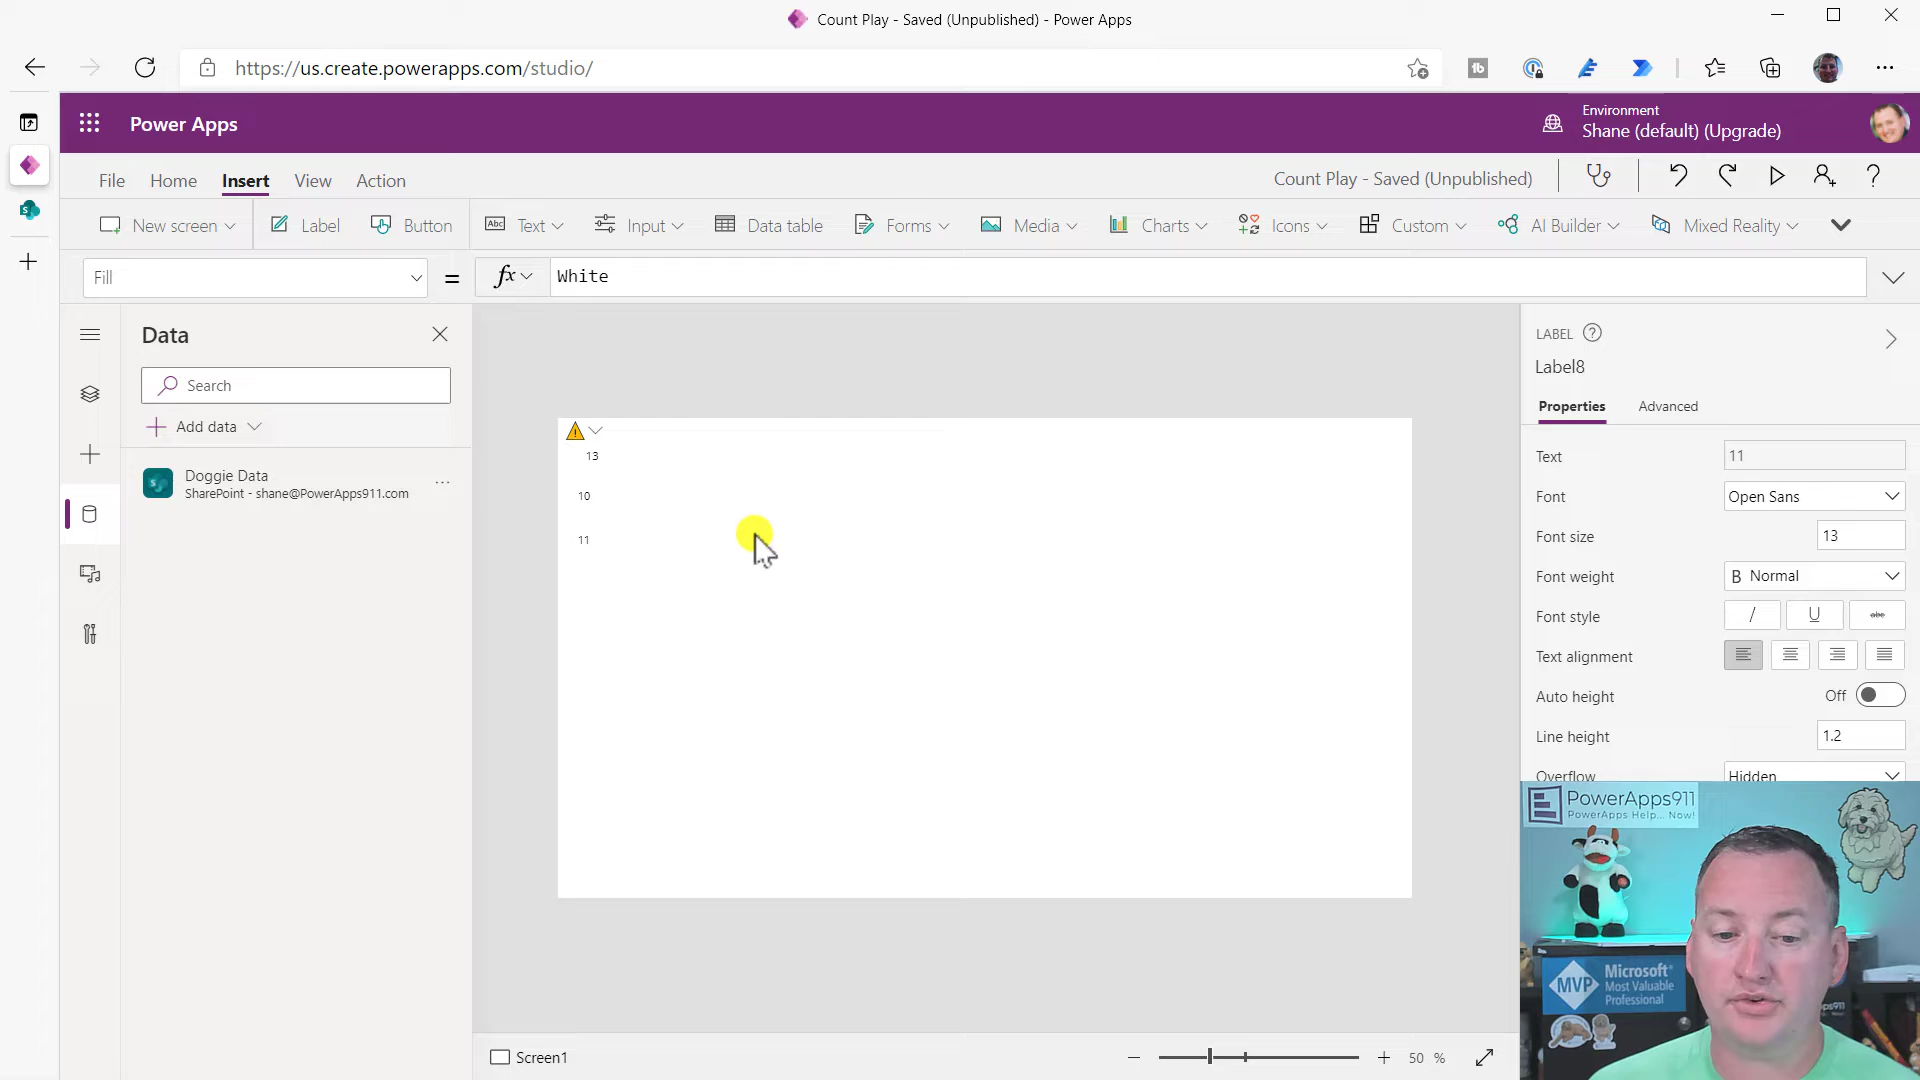 Count Play - Saved (Unpublished) - Power Apps
https://us.create.powerapps.com/studio/
Power Apps
Environment
Shane (default) (Upgrade)
File Home Insert View Action
Count Play - Saved (Unpublished)
New screen Label Button Text Input Data table Forms Media Charts Icons Custom AI Builder Mixed Reality
Fill = fx White
Data
Search
Add data
Doggie Data
SharePoint - shane@PowerApps911.com
13
10
11
LABEL
Label8
Properties Advanced
Text 11
Font Open Sans
Font size 13
Font weight B Normal
Font style / U abc
Text alignment
Auto height Off
Line height 1.2
Overflow Hidden
PowerApps911
PowerApps Help... Now!
MVP
Microsoft
Most Valuable
Professional
Screen1
50 %